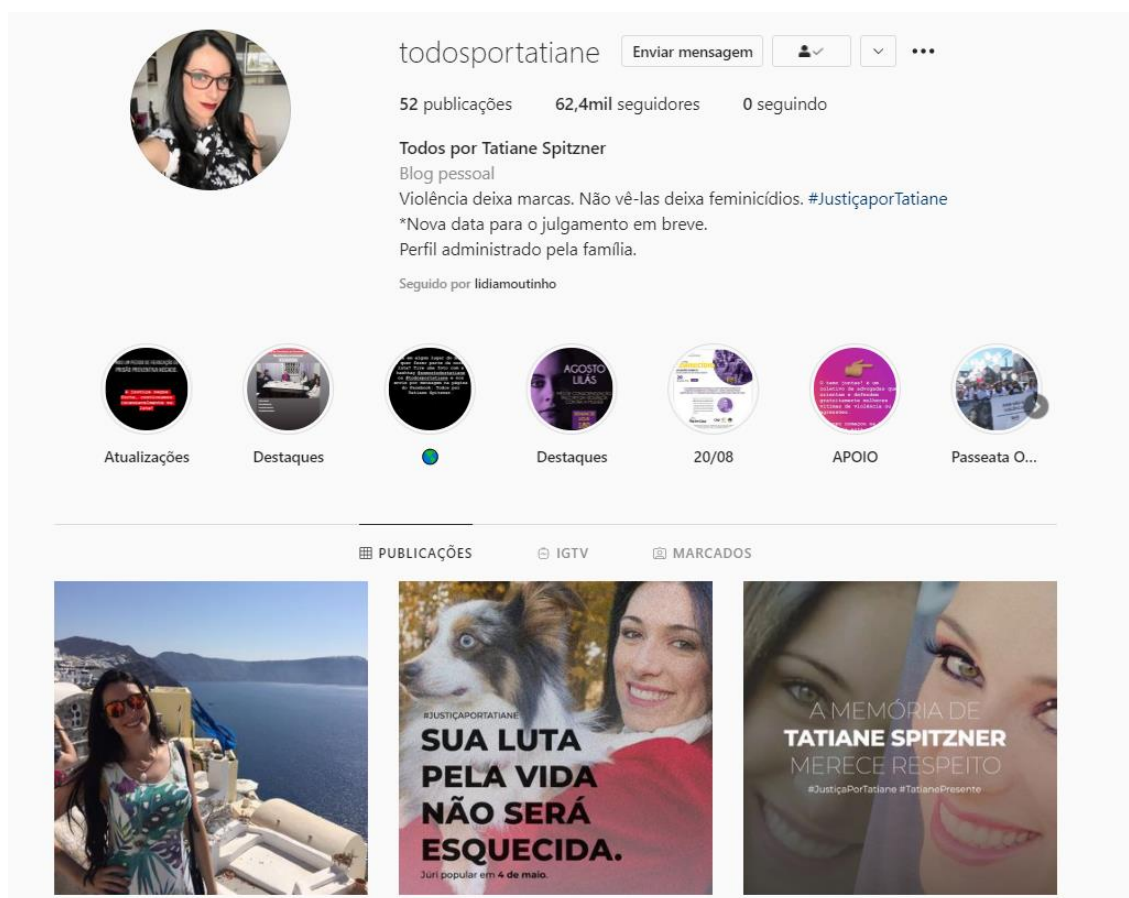 todosportatiane Enviar mensagem
52 publicações 62,4mil seguidores 0 seguindo
Todos por Tatiane Spitzner
Blog pessoal
Violência deixa marcas. Não vê-las deixa feminicídios. #JustiçaporTatiane
*Nova data para o julgamento em breve.
Perfil administrado pela família.
Seguido por lidiamoutinho
AGOSTO
LILÁS
Atualizações Destaques Destaques 20/08 APOIO Passeata O...
PUBLICAÇÕES IGTV MARCADOS
#JUSTIÇAPORTATIANE
SUA LUTA
PELA VIDA
NÃO SERÁ
ESQUECIDA.
Júri popular em 4 de maio.
A MEMÓRIA DE
TATIANE SPITZNER
MERECE RESPEITO
#JustiçaPorTatiane #TatianePresente